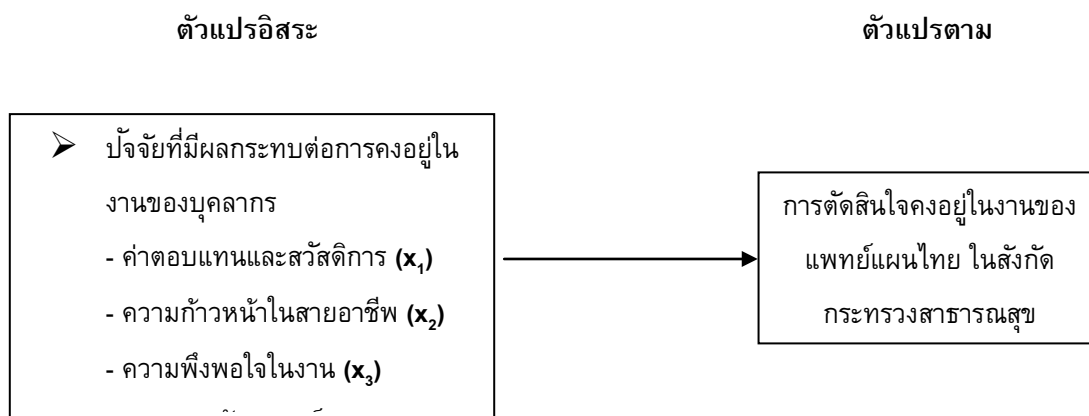 ตัวแปรอิสระ
ตัวแปรตาม
➢ ปัจจัยที่มีผลกระทบต่อการคงอยู่ใน
งานของบุคลากร
- ค่าตอบแทนและสวัสดิการ (x₁)
- ความก้าวหน้าในสายอาชีพ (x₂)
- ความพึงพอใจในงาน (x₃)
การตัดสินใจคงอยู่ในงานของ
แพทย์แผนไทย ในสังกัด
กระทรวงสาธารณสุข